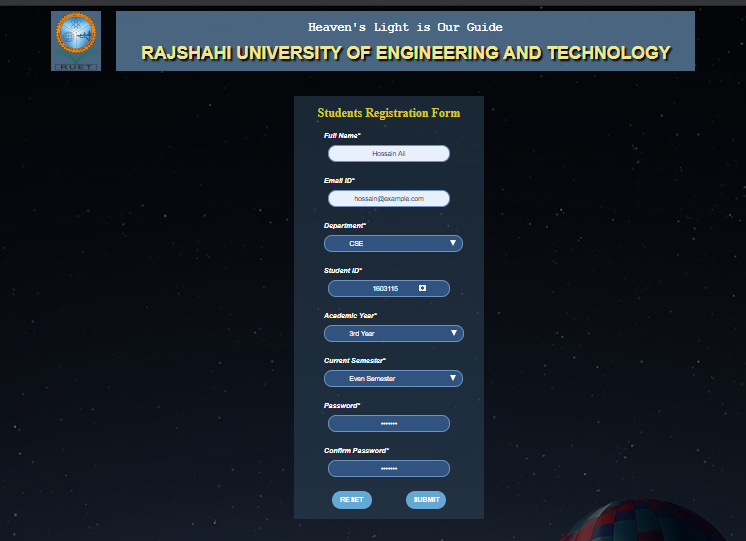 Heaven's Light is Our Guide
RUET
RAJSHAHI UNIVERSITY OF ENGINEERING AND TECHNOLOGY
Students Registration Form
Full Name*
Hossain Ali
Email ID*
hossain@example.com
Department*
CSE
Student ID*
1603115
Academic Year*
3rd Year
Current Semester*
Even Semester
Password*
•••••••
Confirm Password*
•••••••
RESET SUBMIT